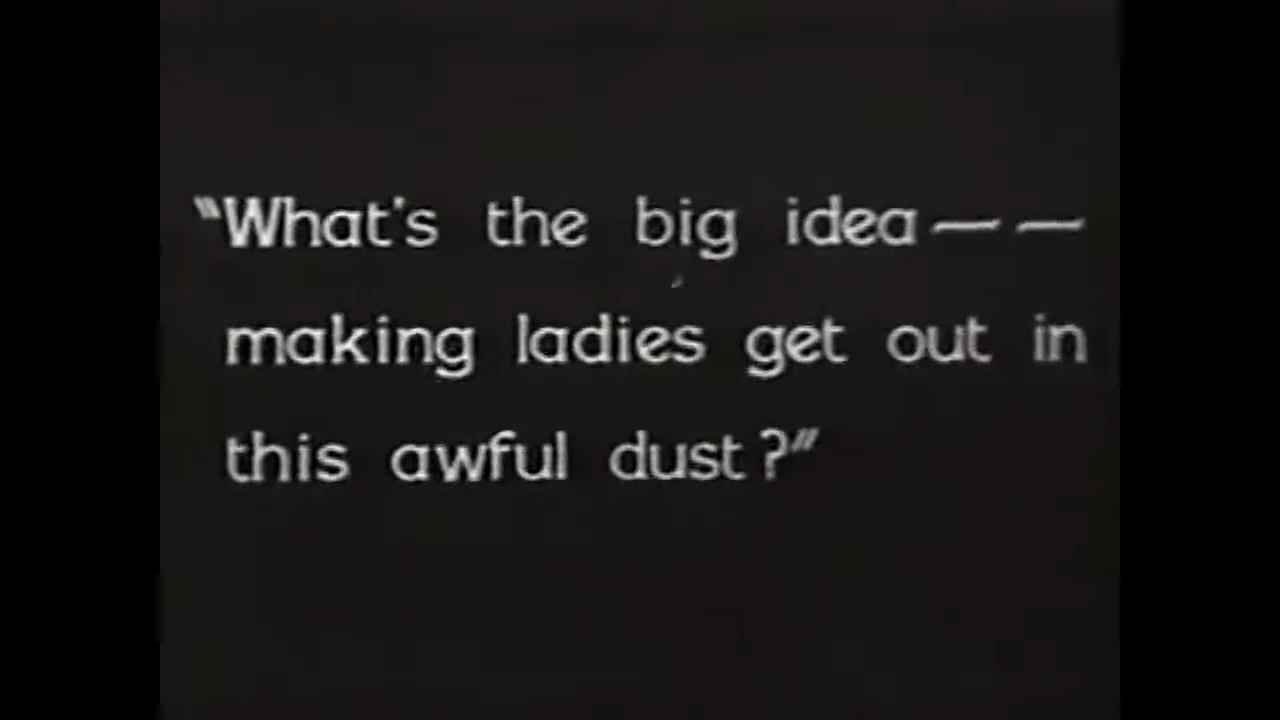 "What's the big idea— —
making ladies get out in
this awful dust?"